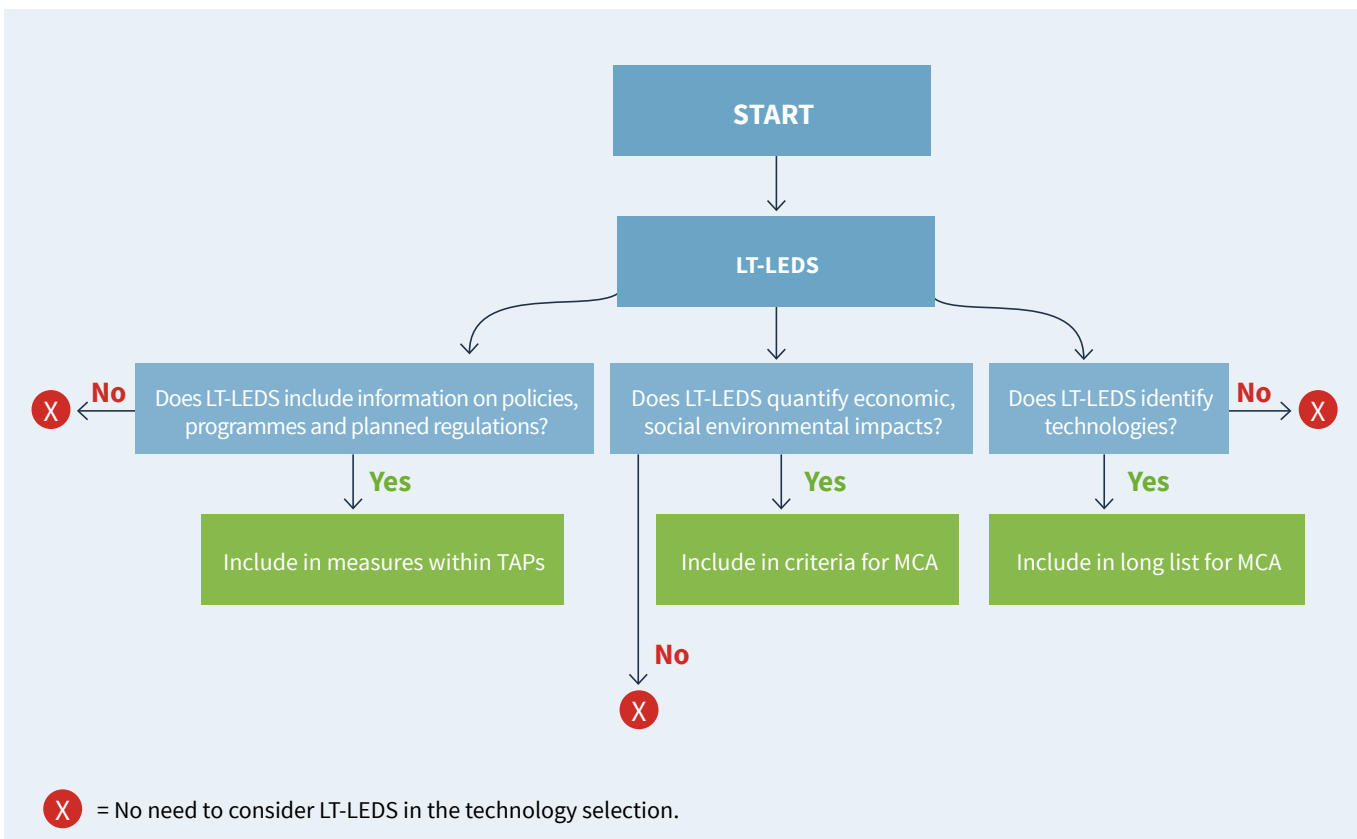 START
LT-LEDS
No
X
Does LT-LEDS include information on policies,
programmes and planned regulations?
Does LT-LEDS quantify economic,
social environmental impacts?
Does LT-LEDS identify
technologies?
No
X
Yes
Yes
Yes
Include in measures within TAPs
Include in criteria for MCA
Include in long list for MCA
No
X
X = No need to consider LT-LEDS in the technology selection.